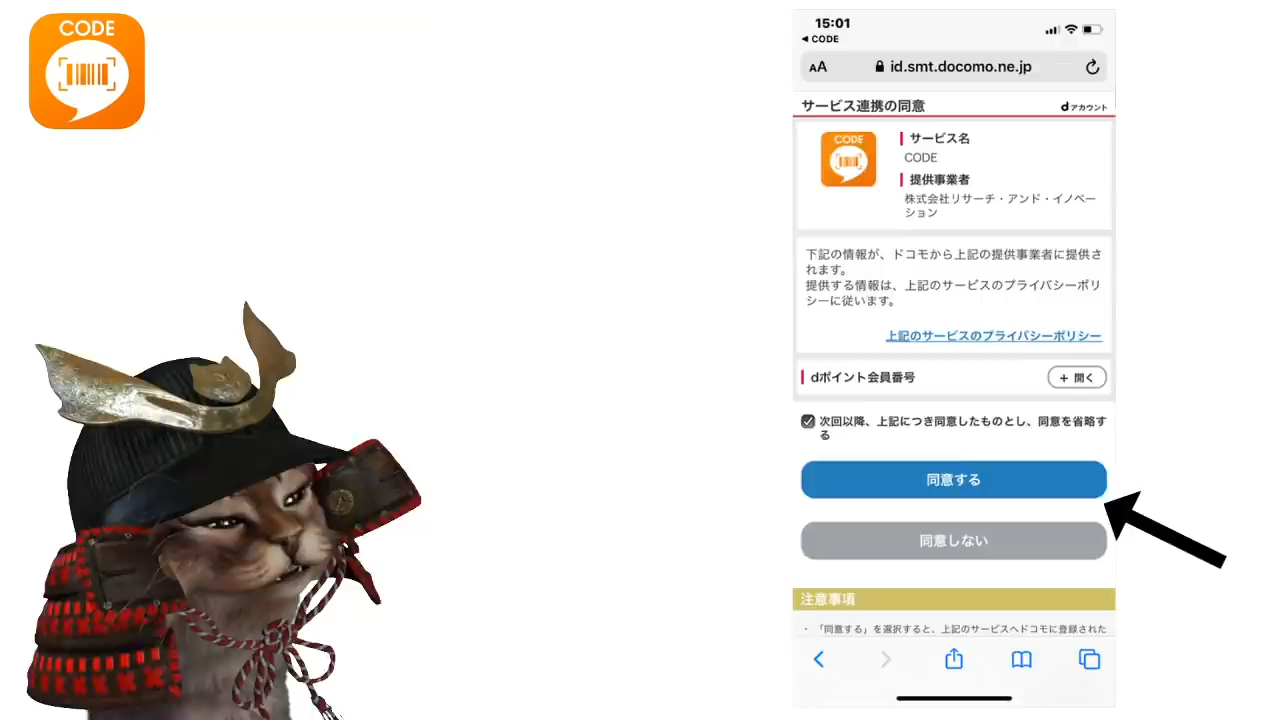 CODE
15:01
◀ CODE
AA id.smt.docomo.ne.jp
サービス連携の同意
dアカウント
CODE
サービス名
CODE
提供事業者
株式会社リサーチ・アンド・イノベー
ション
下記の情報が、ドコモから上記の提供事業者に提供さ
れます。
提供する情報は、上記のサービスのプライバシーポリ
シーに従います。
上記のサービスのプライバシーポリシー
dポイント会員番号
+ 開く
次回以降、上記につき同意したものとし、同意を省略す
る
同意する
同意しない
注意事項
・「同意する」を選択すると、上記のサービスへドコモに登録された